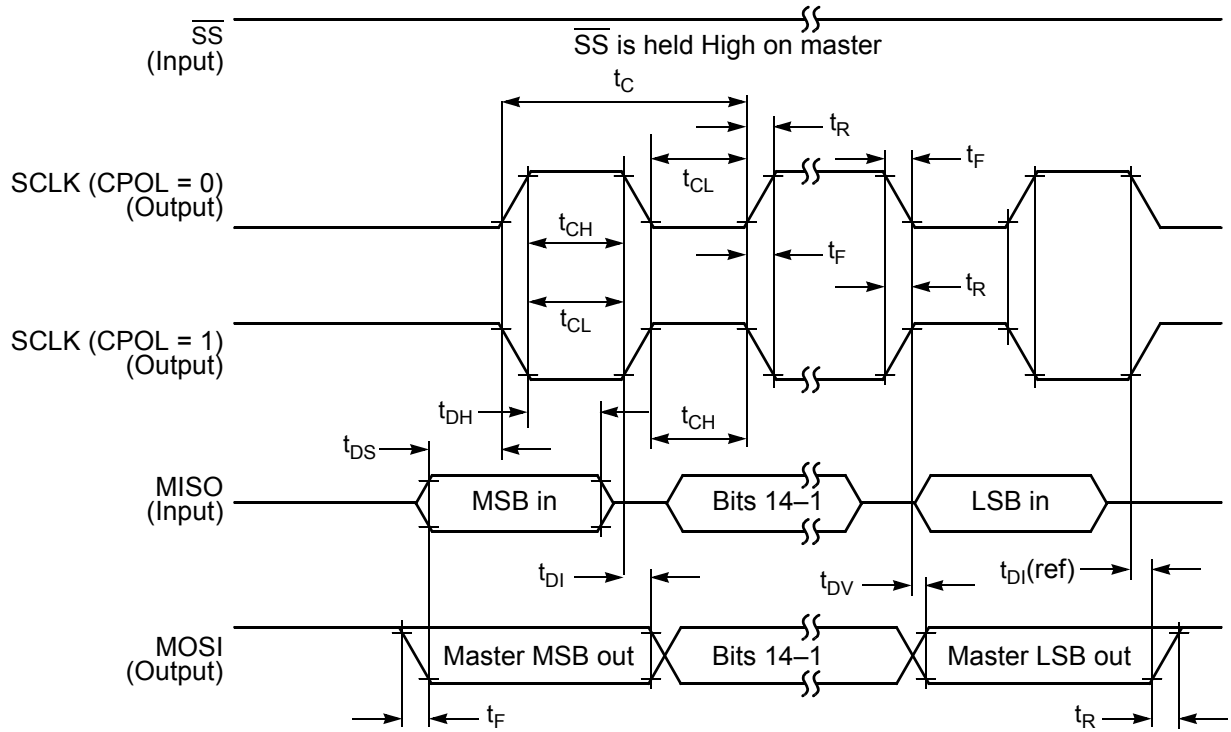 SS
(Input)
SS is held High on master
tC
tR
tF
tCL
SCLK (CPOL = 0)
(Output)
tCH
tF
tR
tCL
SCLK (CPOL = 1)
(Output)
tDH
tCH
tDS
MISO
(Input)
MSB in
Bits 14–1
LSB in
tDI
tDV
tDI(ref)
MOSI
(Output)
Master MSB out
Bits 14–1
Master LSB out
tF
tR